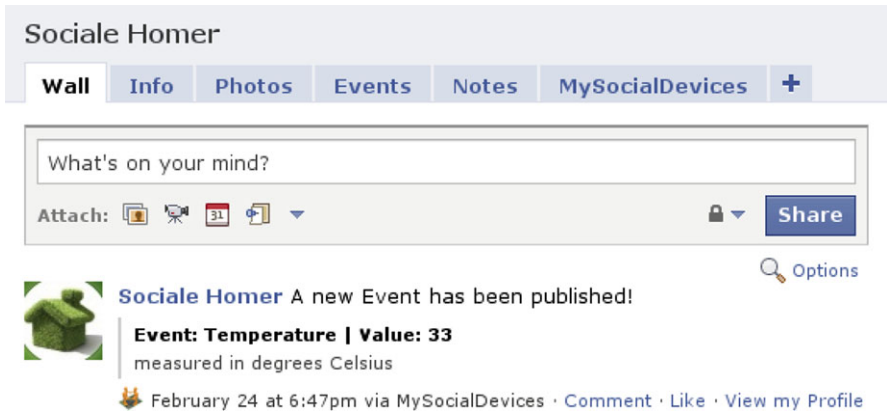 Sociale Homer
Wall Info Photos Events Notes MySocialDevices +
What's on your mind?
Attach: 31 Share
Options
Sociale Homer A new Event has been published!
Event: Temperature | Value: 33
measured in degrees Celsius
February 24 at 6:47pm via MySocialDevices · Comment · Like · View my Profile